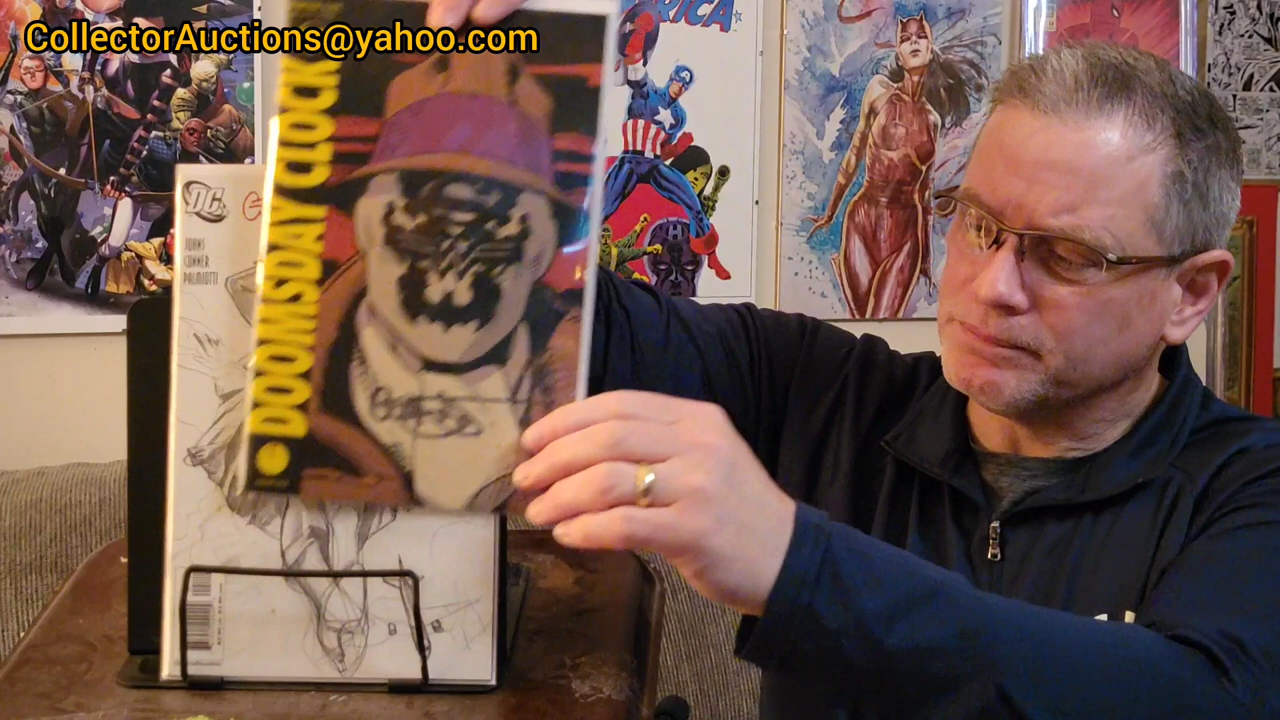 CollectorAuctions@yahoo.com
RICA
DOOMSDAY CLOCK
DC
JOHNS
CONNER
PALMIOTTI
H